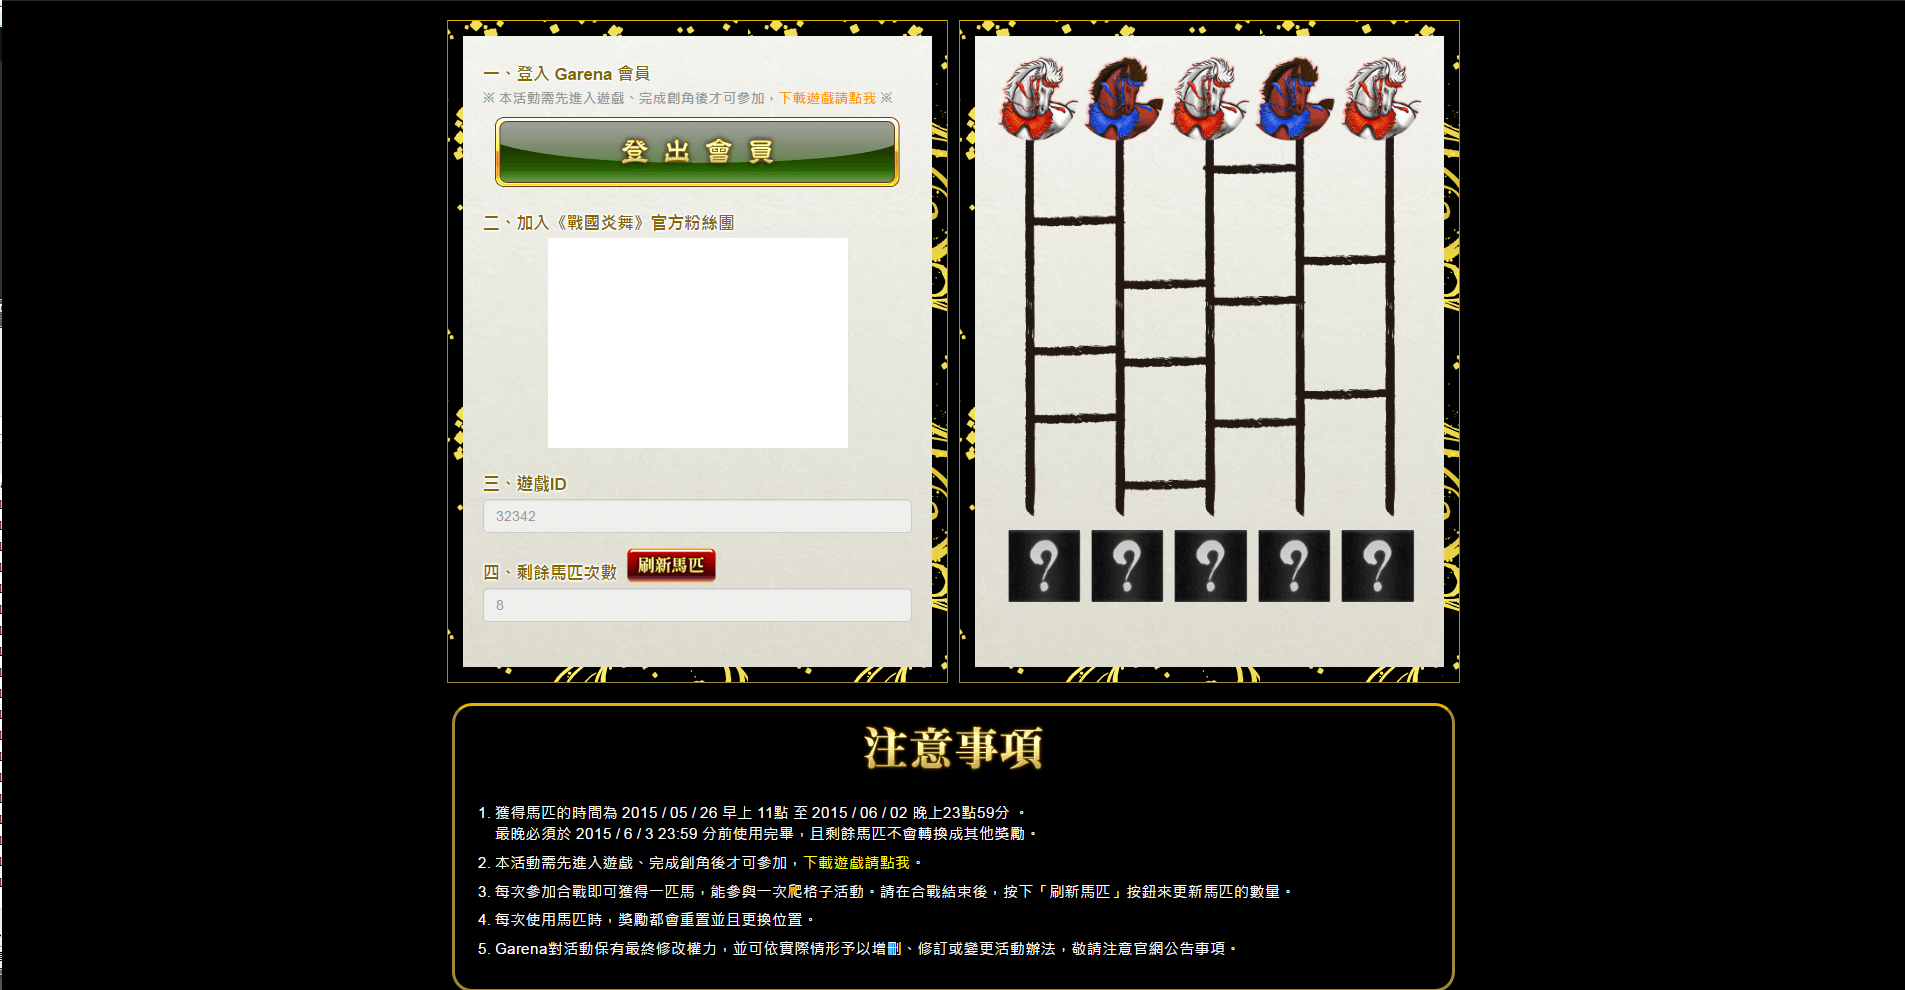 一、登入 Garena 會員
※ 本活動需先進入遊戲、完成創角後才可參加，下載遊戲請點我 ※
登出會員
二、加入《戰國炎舞》官方粉絲團
三、遊戲ID
32342
四、剩餘馬匹次數 刷新馬匹
8
? ? ? ? ?
注意事項
1. 獲得馬匹的時間為 2015 / 05 / 26 早上 11點 至 2015 / 06 / 02 晚上23點59分 。
最晚必須於 2015 / 6 / 3 23:59 分前使用完畢，且剩餘馬匹不會轉換成其他獎勵。
2. 本活動需先進入遊戲、完成創角後才可參加，下載遊戲請點我。
3. 每次參加合戰即可獲得一匹馬，能參與一次爬格子活動。請在合戰結束後，按下「刷新馬匹」按鈕來更新馬匹的數量。
4. 每次使用馬匹時，獎勵都會重置並且更換位置。
5. Garena對活動保有最終修改權力，並可依實際情形予以增刪、修訂或變更活動辦法，敬請注意官網公告事項。